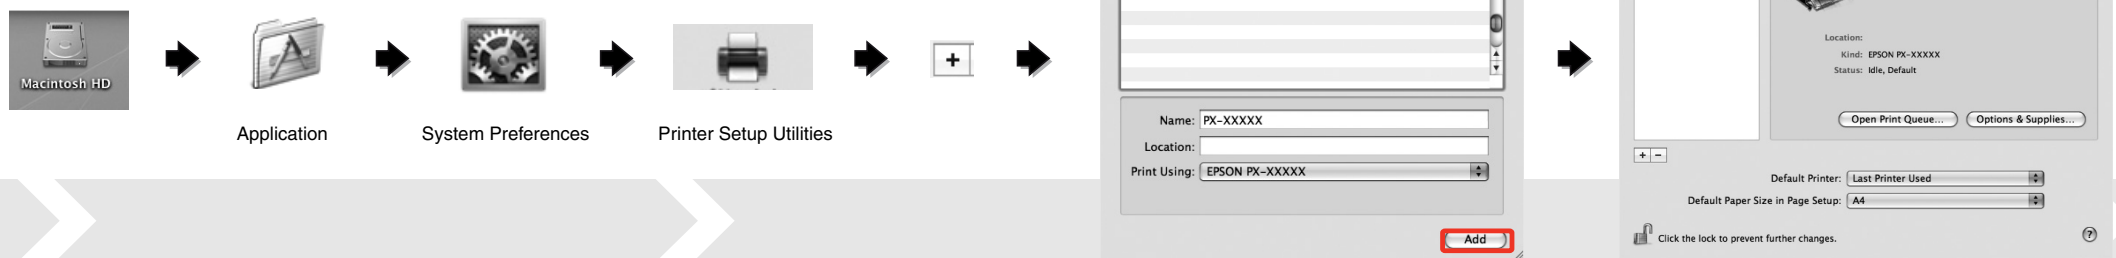 Macintosh HD
Application
System Preferences
Printer Setup Utilities
+
Name: PX-XXXXX
Location:
Print Using: EPSON PX-XXXXX
Add
Location:
Kind: EPSON PX-XXXXX
Status: Idle, Default
Open Print Queue... Options & Supplies...
+ -
Default Printer: Last Printer Used
Default Paper Size in Page Setup: A4
Click the lock to prevent further changes. ?